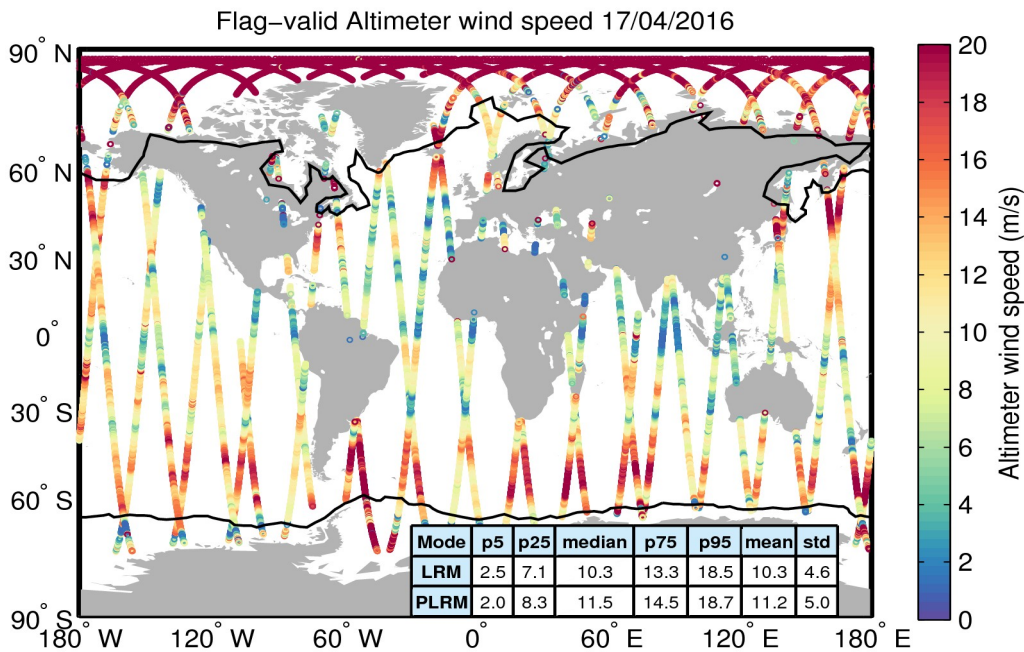 Flag−valid Altimeter wind speed 17/04/2016
90° N
60° N
30° N
0°
30° S
60° S
90° S
180° W
120° W
60° W
0°
60° E
120° E
180° E
Mode p5 p25 median p75 p95 mean std
LRM 2.5 7.1 10.3 13.3 18.5 10.3 4.6
PLRM 2.0 8.3 11.5 14.5 18.7 11.2 5.0
20
18
16
14
12
10
8
6
4
2
0
Altimeter wind speed (m/s)